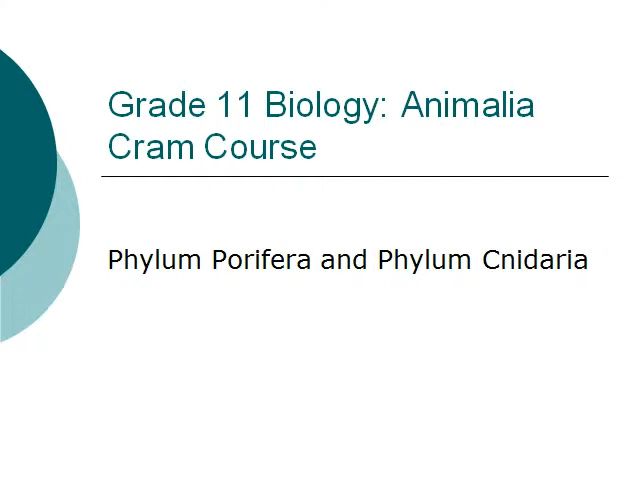 Grade 11 Biology: Animalia
Cram Course
Phylum Porifera and Phylum Cnidaria